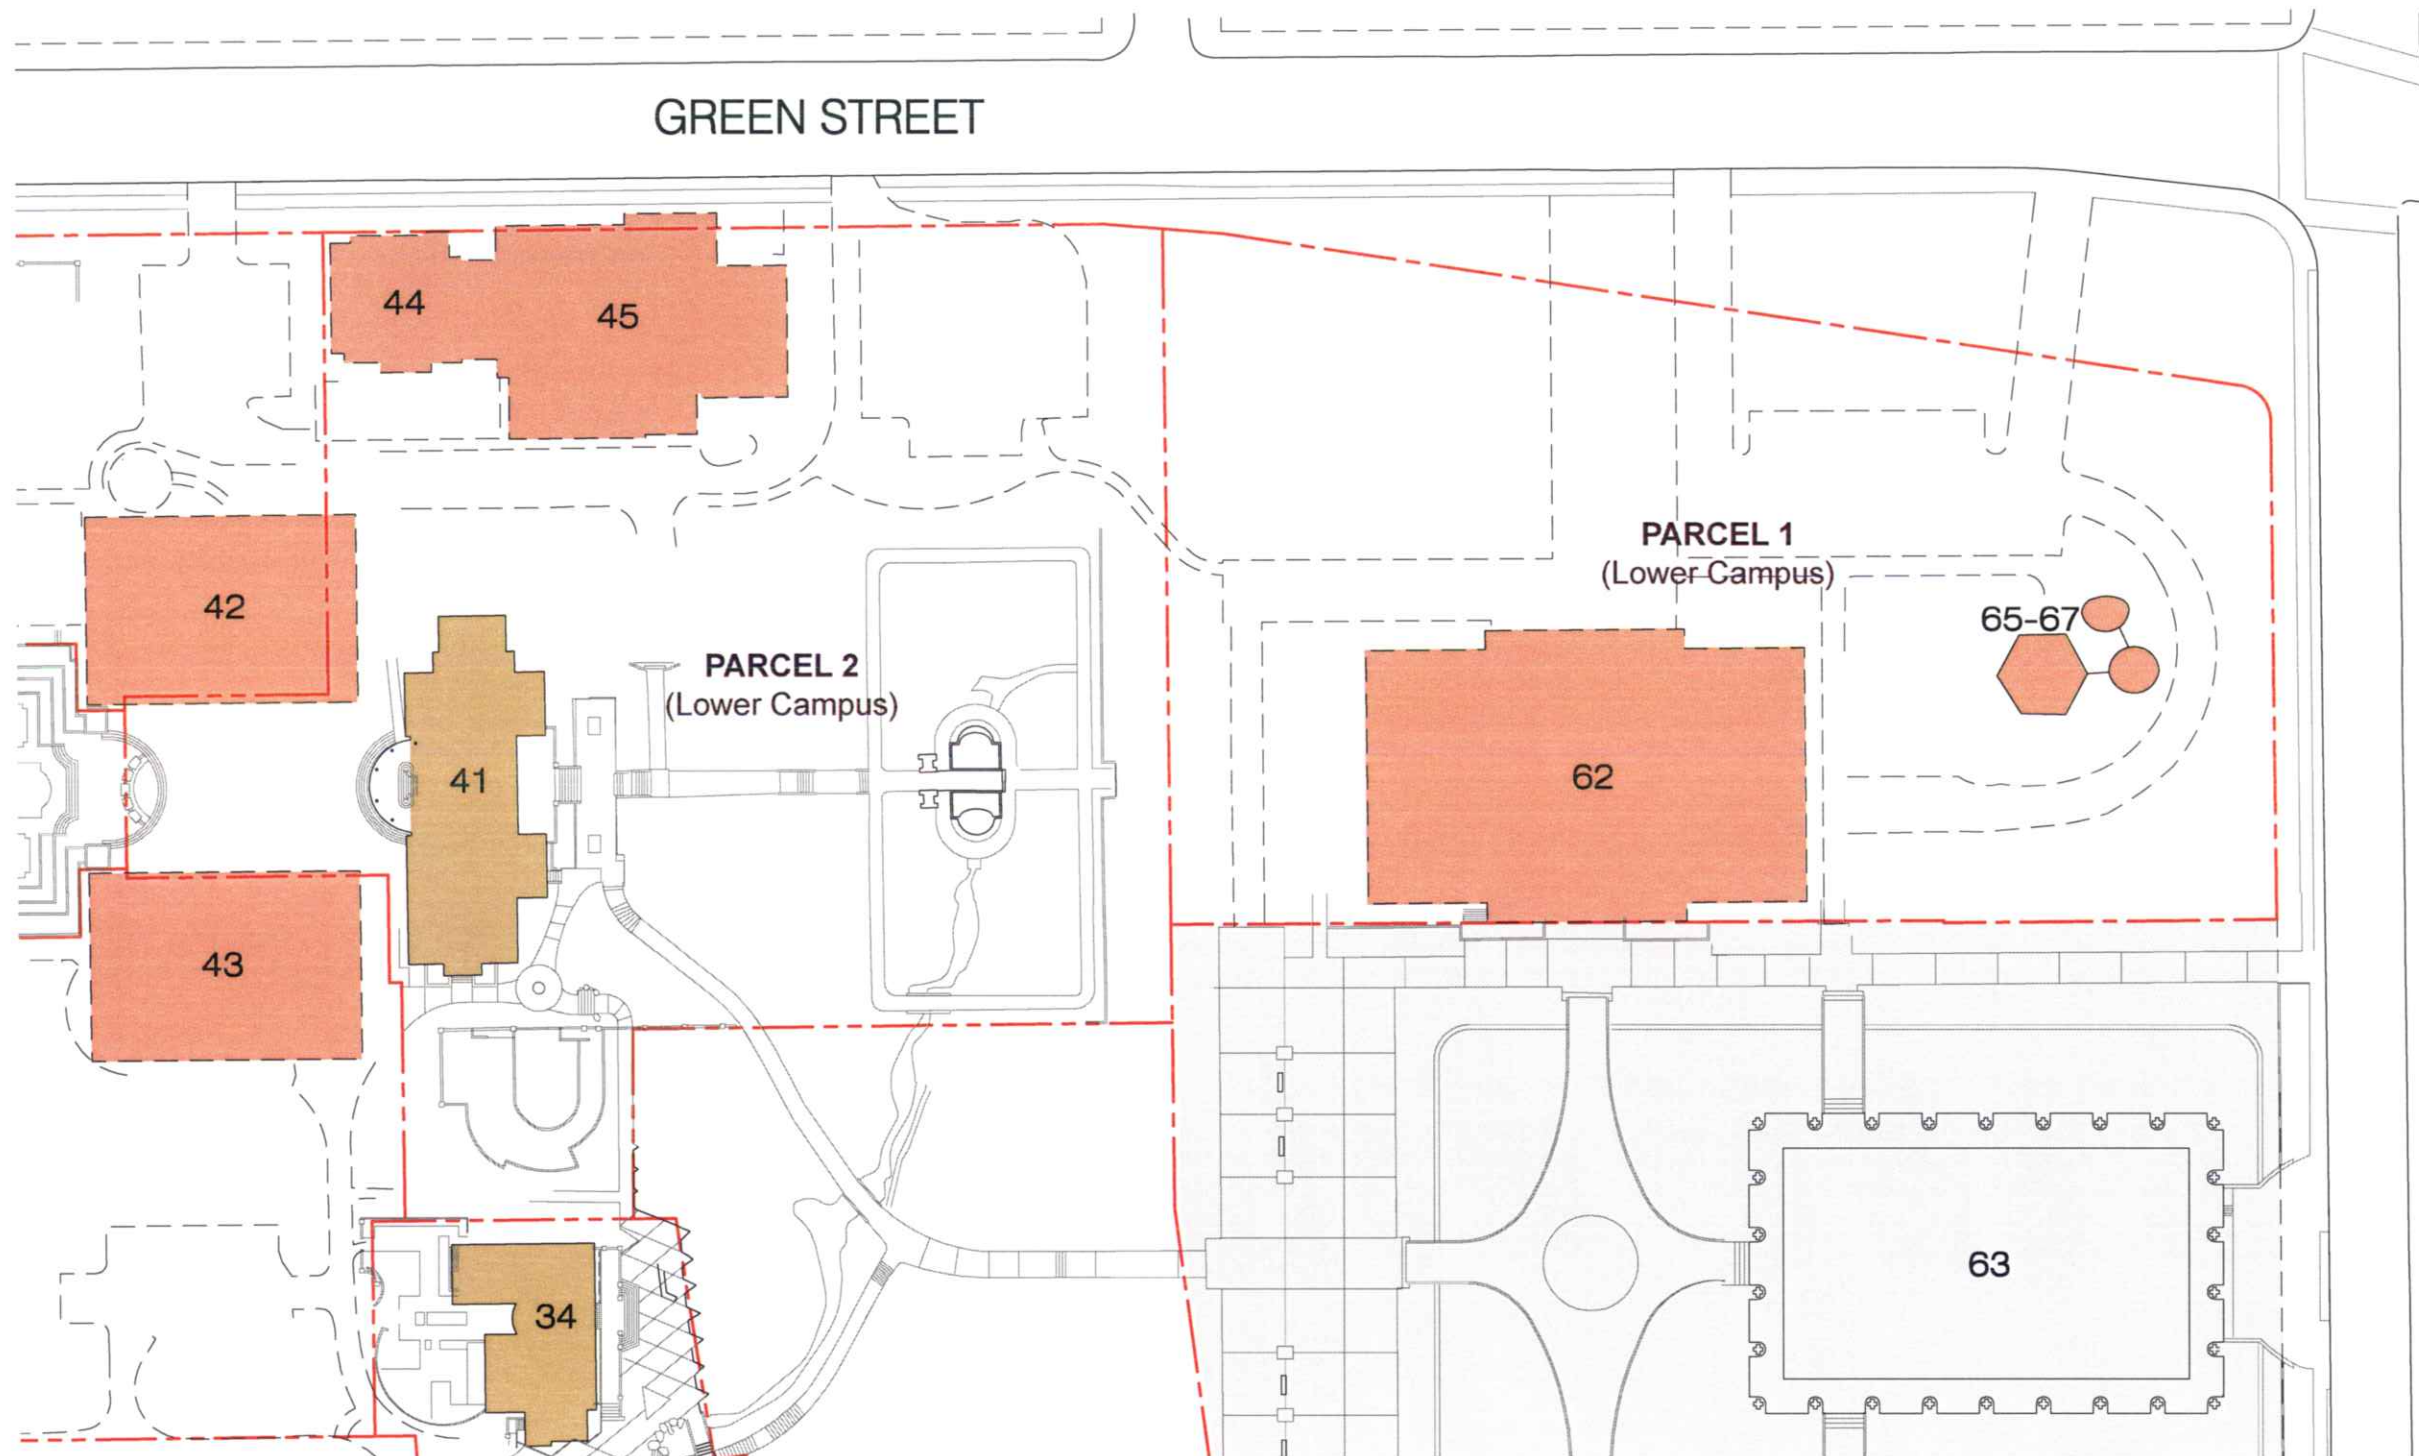 GREEN STREET
44
45
PARCEL 1
(Lower Campus)
42
65-67
PARCEL 2
(Lower Campus)
41
62
43
63
34